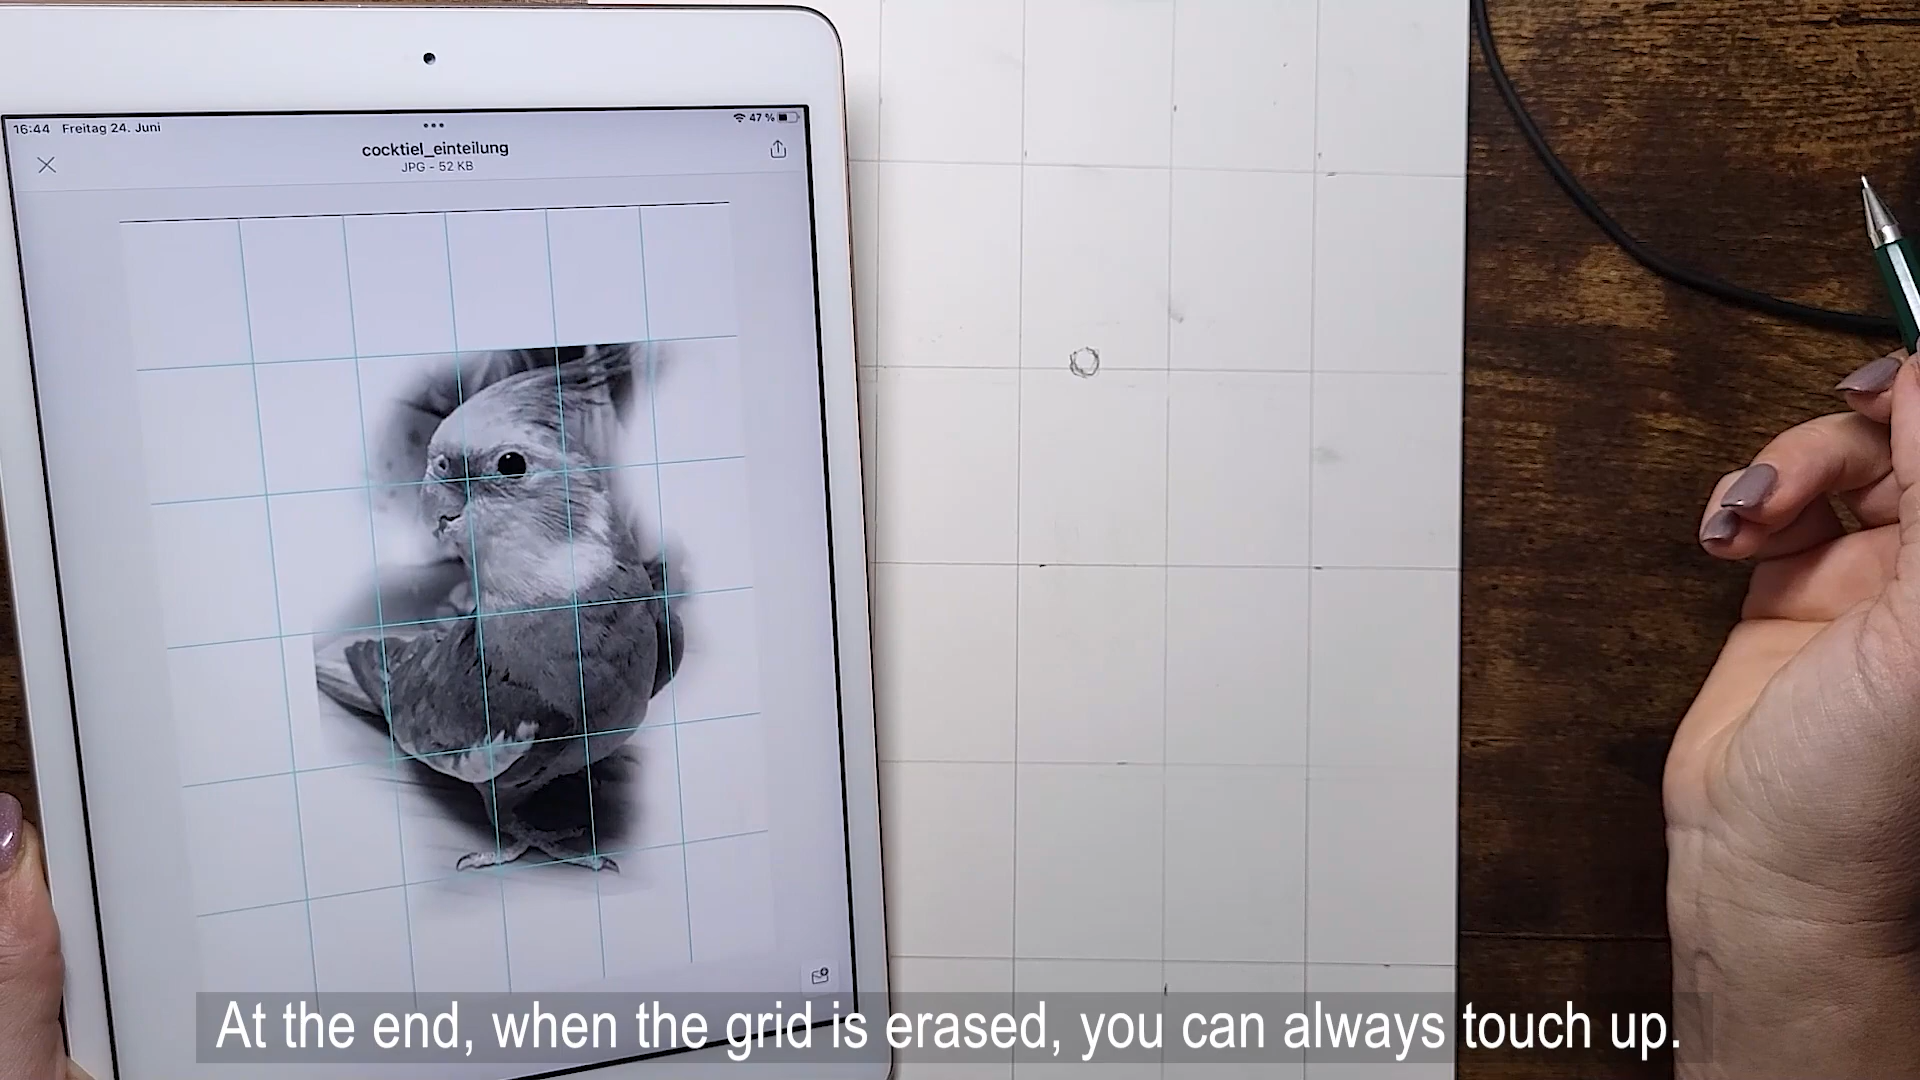 16:44 Freitag 24. Juni
47 %
cocktiel_einteilung
JPG - 52 KB
At the end, when the grid is erased, you can always touch up.